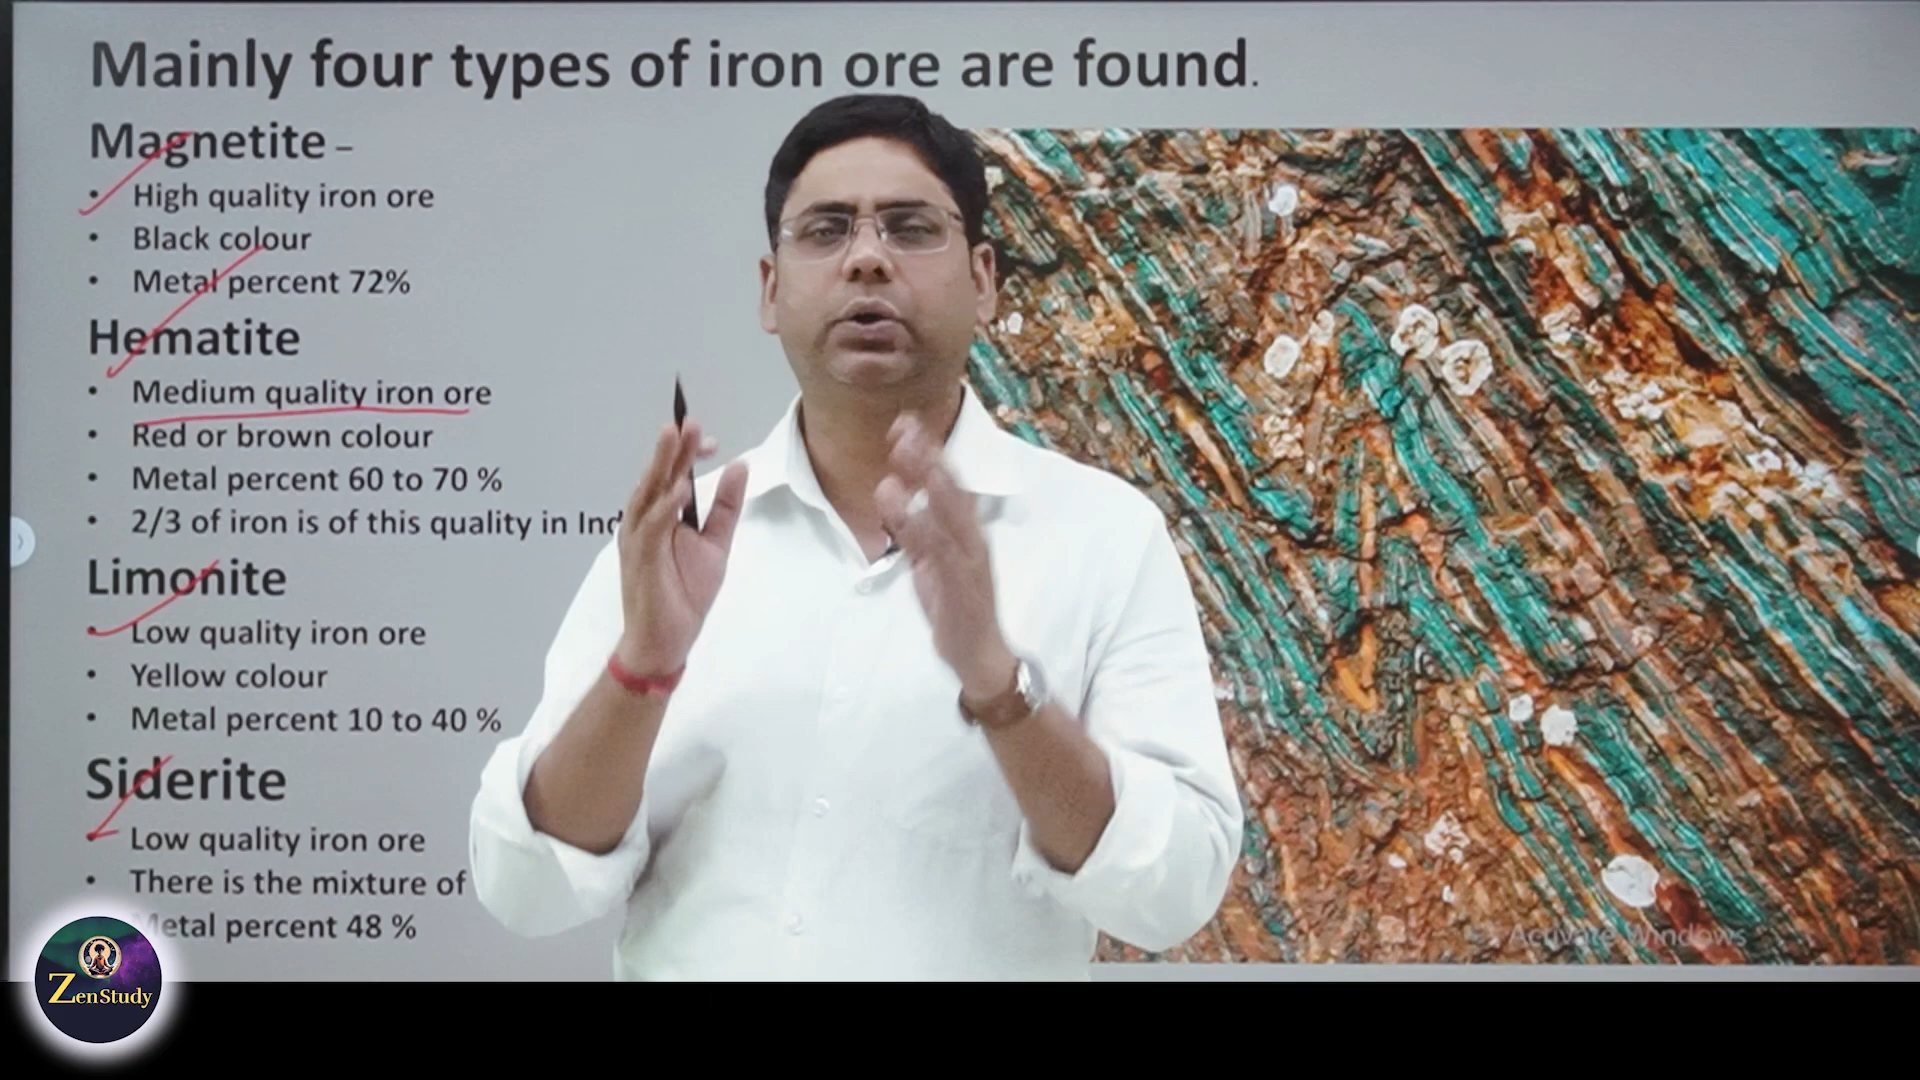 Mainly four types of iron ore are found.
Magnetite –
• High quality iron ore
• Black colour
• Metal percent 72%
Hematite
• Medium quality iron ore
• Red or brown colour
• Metal percent 60 to 70 %
• 2/3 of iron is of this quality in
Limonite
• Low quality iron ore
• Yellow colour
• Metal percent 10 to 40 %
Siderite
• Low quality iron ore
• There is the mixture of
Metal percent 48 %
Activate Windows
ZenStudy